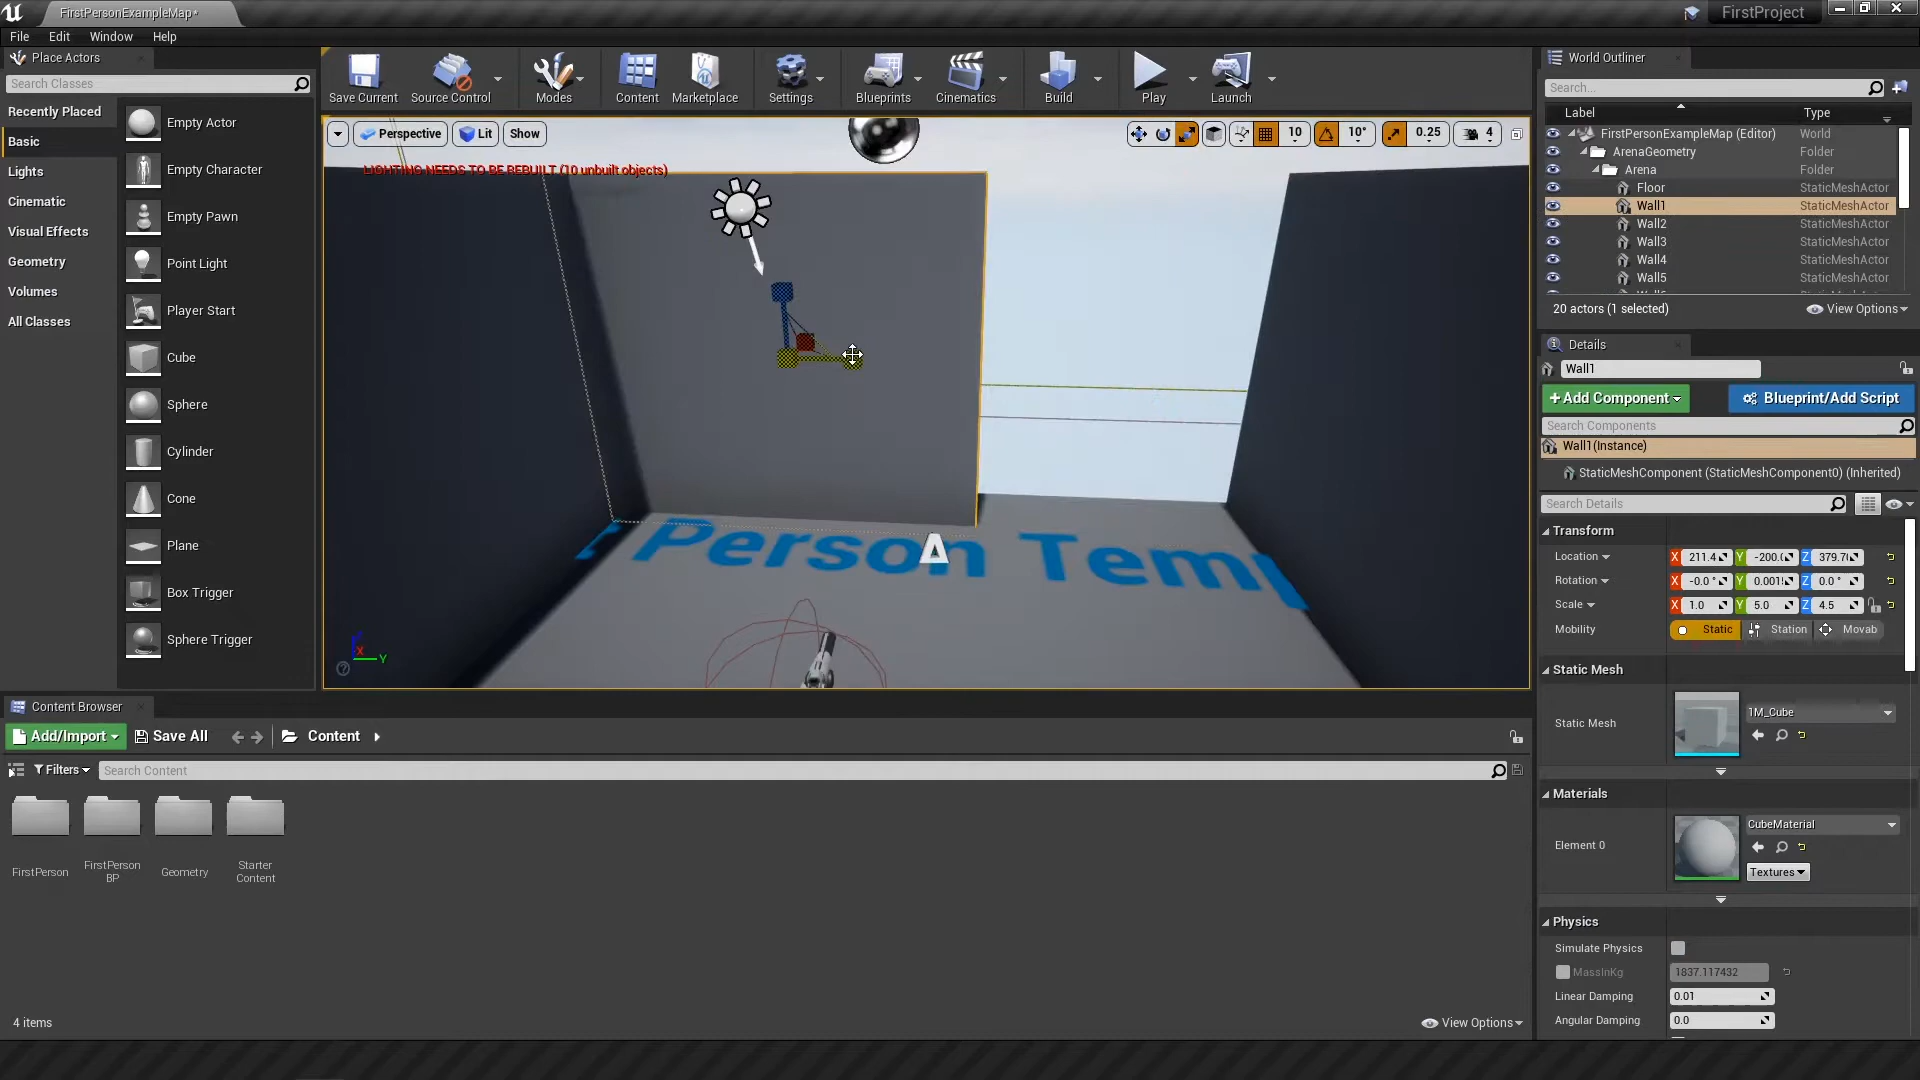 FirstPersonExampleMap*
FirstProject
File Edit Window Help
Place Actors
Search Classes
Recently Placed
Basic
Lights
Cinematic
Visual Effects
Geometry
Volumes
All Classes
Empty Actor
Empty Character
Empty Pawn
Point Light
Player Start
Cube
Sphere
Cylinder
Cone
Plane
Box Trigger
Sphere Trigger
Save Current Source Control Modes Content Marketplace Settings Blueprints Cinematics Build Play Launch
Perspective Lit Show 10 10° 0.25 4
LIGHTING NEEDS TO BE REBUILT (10 unbuilt objects)
Person Temp
X Y Z
World Outliner
Search...
Label Type
FirstPersonExampleMap (Editor) World
ArenaGeometry Folder
Arena Folder
Floor StaticMeshActor
Wall1 StaticMeshActor
Wall2 StaticMeshActor
Wall3 StaticMeshActor
Wall4 StaticMeshActor
Wall5 StaticMeshActor
20 actors (1 selected) View Options
Details
Wall1
+Add Component Blueprint/Add Script
Search Components
Wall1(Instance)
StaticMeshComponent (StaticMeshComponent0) (Inherited)
Search Details
Transform
Location X 211.4 Y -200.0 Z 379.7
Rotation X -0.0 ° Y 0.001 Z 0.0 °
Scale X 1.0 Y 5.0 Z 4.5
Mobility Static Station Movab
Static Mesh
Static Mesh 1M_Cube
Materials
Element 0 CubeMaterial
Textures
Physics
Simulate Physics
MassInKg 1837.117432
Linear Damping 0.01
Angular Damping 0.0
Content Browser
Add/Import Save All Content
Filters Search Content
FirstPerson
FirstPerson
BP
Geometry
Starter
Content
4 items
View Options